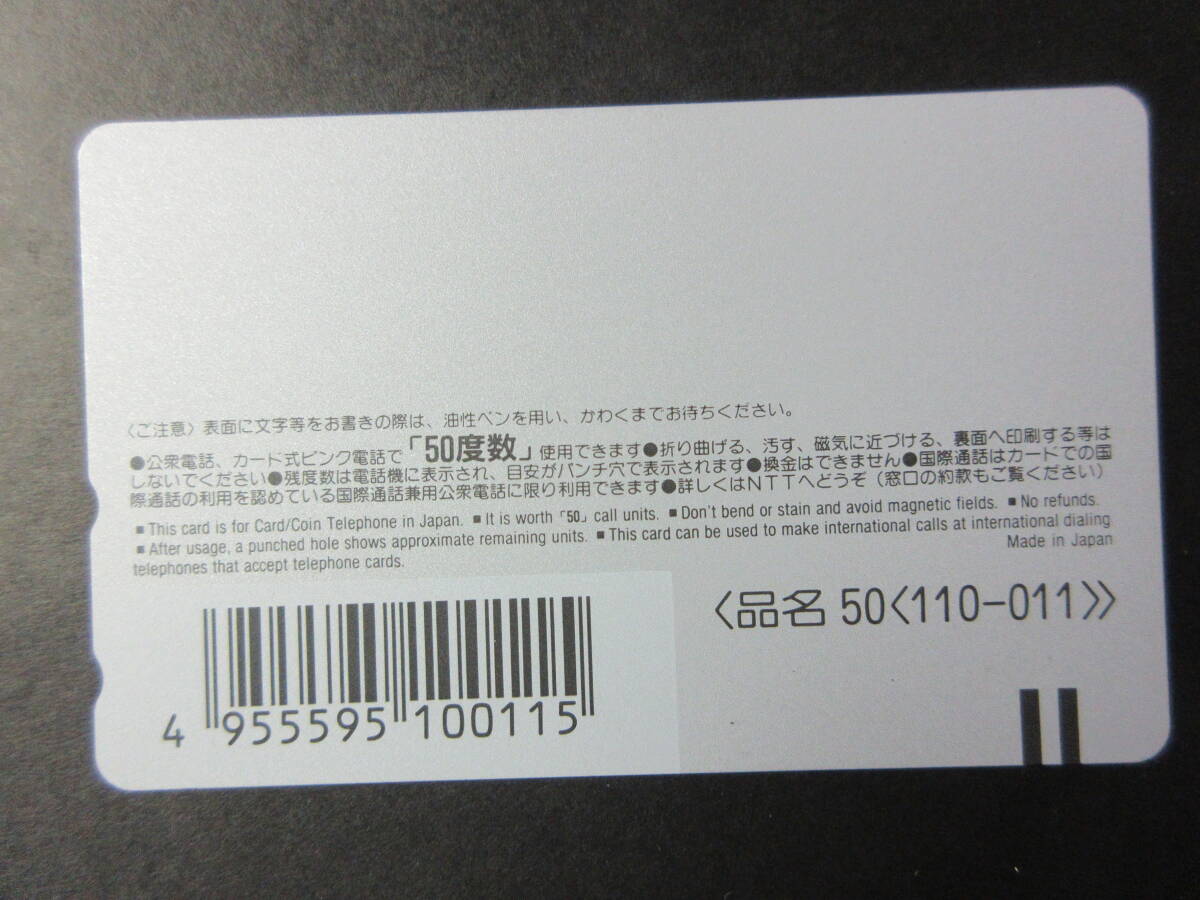 〈ご注意〉表面に文字等をお書きの際は、油性ペンを用い、かわくまでお待ちください。
●公衆電話、カード式ピンク電話で「50度数」使用できます●折り曲げる、汚す、磁気に近づける、裏面へ印刷する等は
しないでください●残度数は電話機に表示され、目安がパンチ穴で表示されます●換金はできません●国際通話はカードでの国
際通話の利用を認めている国際通話兼用公衆電話に限り利用できます●詳しくはNTTへどうぞ（窓口の約款もご覧ください）
■ This card is for Card/Coin Telephone in Japan. ■ It is worth「50」call units. ■ Don't bend or stain and avoid magnetic fields. ■ No refunds.
■ After usage, a punched hole shows approximate remaining units. ■ This card can be used to make international calls at international dialing
telephones that accept telephone cards.
Made in Japan
〈品名 50〈110-011〉〉
4 955595 100115